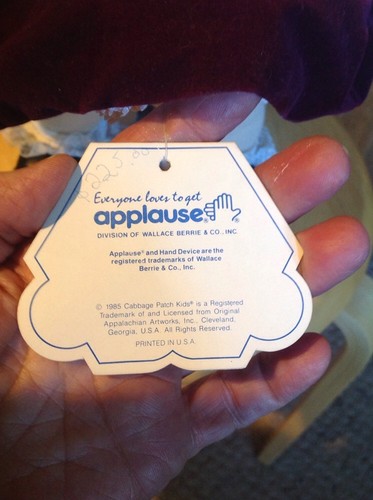 Everyone loves to get
applause®
DIVISION OF WALLACE BERRIE & CO., INC.
Applause® and Hand Device are the
registered trademarks of Wallace
Berrie & Co., Inc.
© 1985 Cabbage Patch Kids® is a Registered
Trademark of and Licensed from Original
Appalachian Artworks, Inc., Cleveland,
Georgia, U.S.A. All Rights Reserved.
PRINTED IN U.S.A.